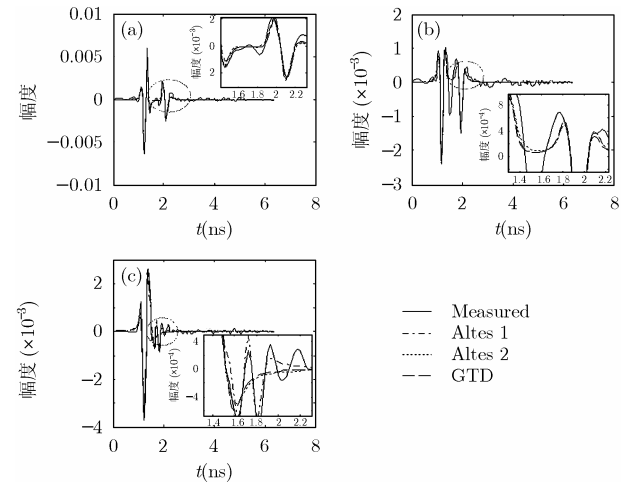 (a)
0.01
0.005
0
−0.005
−0.01
幅度
0 2 4 6 8
t(ns)
幅度 (×10⁻³)
2
0
2
1.6 1.8 2 2.2
(b)
2
1
0
−1
−2
−3
幅度 (×10⁻³)
0 2 4 6 8
t(ns)
幅度 (×10⁻⁴)
8
4
0
1.4 1.6 1.8 2 2.2
(c)
2
0
−2
−4
幅度 (×10⁻³)
0 2 4 6 8
t(ns)
幅度 (×10⁻⁴)
4
0
−4
1.4 1.6 1.8 2 2.2
Measured
Altes 1
Altes 2
GTD